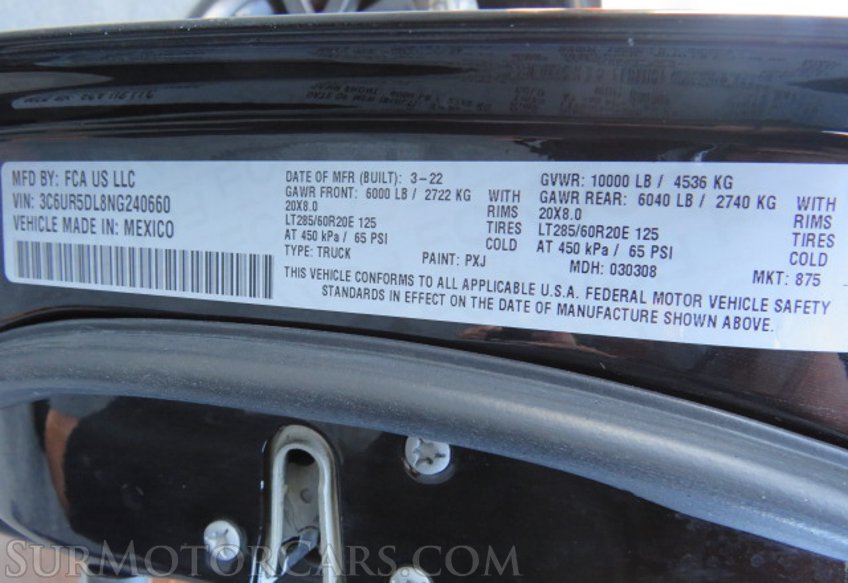 MFD BY: FCA US LLC
VIN: 3C6UR5DL8NG240660
VEHICLE MADE IN: MEXICO
DATE OF MFR (BUILT): 3-22
GAWR FRONT: 6000 LB / 2722 KG WITH
20X8.0 RIMS
LT285/60R20E 125 TIRES
AT 450 kPa / 65 PSI COLD
TYPE: TRUCK PAINT: PXJ
GVWR: 10000 LB / 4536 KG
GAWR REAR: 6040 LB / 2740 KG WITH
20X8.0 RIMS
LT285/60R20E 125 TIRES
AT 450 kPa / 65 PSI COLD
MDH: 030308 MKT: 875
THIS VEHICLE CONFORMS TO ALL APPLICABLE U.S.A. FEDERAL MOTOR VEHICLE SAFETY
STANDARDS IN EFFECT ON THE DATE OF MANUFACTURE SHOWN ABOVE.
SURMOTORCARS.COM